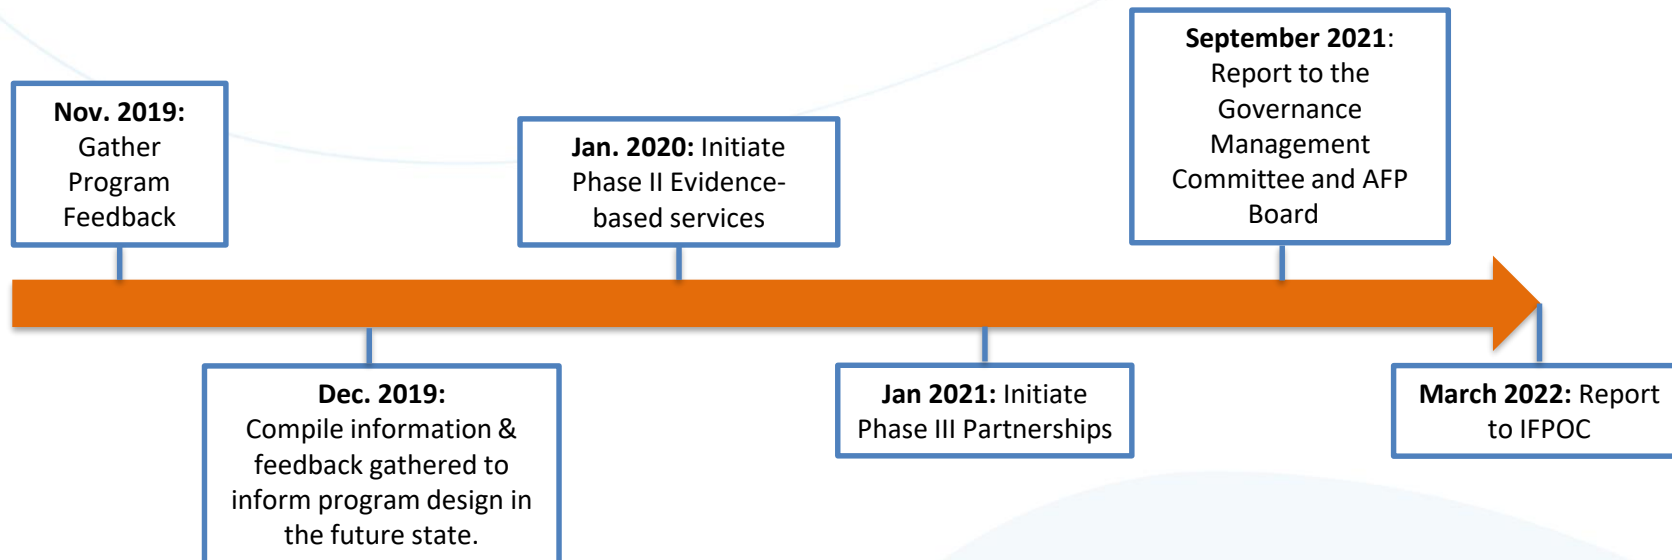 Nov. 2019:
Gather
Program
Feedback
Dec. 2019:
Compile information &
feedback gathered to
inform program design in
the future state.
Jan. 2020: Initiate
Phase II Evidence-
based services
Jan 2021: Initiate
Phase III Partnerships
September 2021:
Report to the
Governance
Management
Committee and AFP
Board
March 2022: Report
to IFPOC